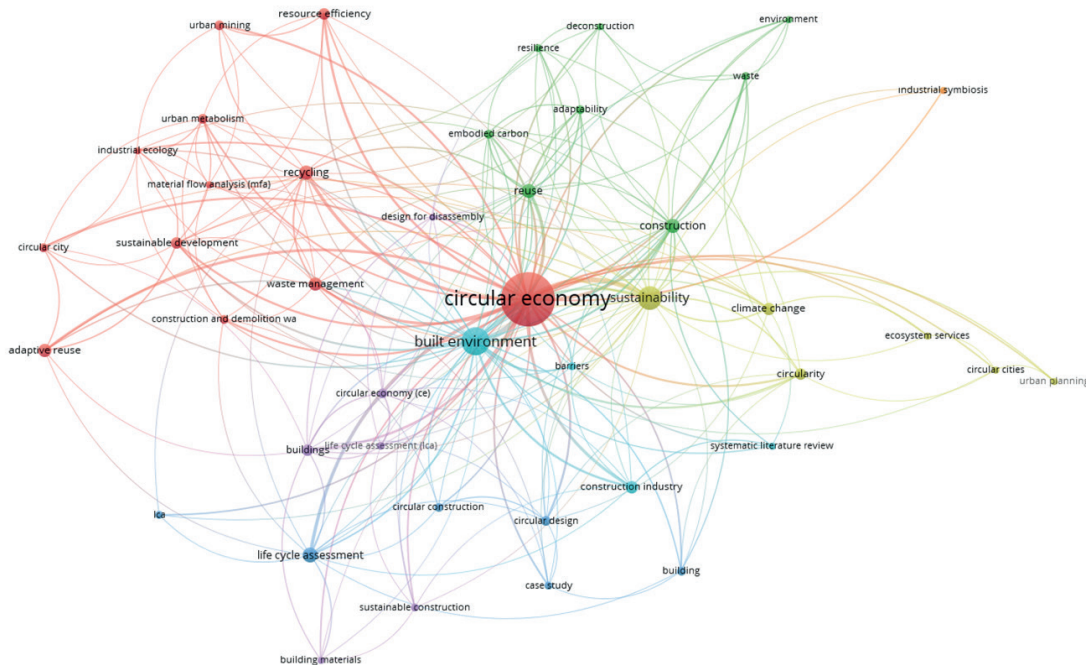 resource efficiency
urban mining
deconstruction
environment
resilience
waste
industrial symbiosis
adaptability
urban metabolism
embodied carbon
industrial ecology
recycling
material flow analysis (mfa)
reuse
design for disassembly
construction
sustainable development
circular city
waste management
circular economy
sustainability
climate change
construction and demolition wa
ecosystem services
built environment
adaptive reuse
barriers
circular cities
circularity
urban planning
circular economy (ce)
life cycle assessment (lca)
buildings
systematic literature review
construction industry
circular construction
lca
circular design
life cycle assessment
building
case study
sustainable construction
building materials